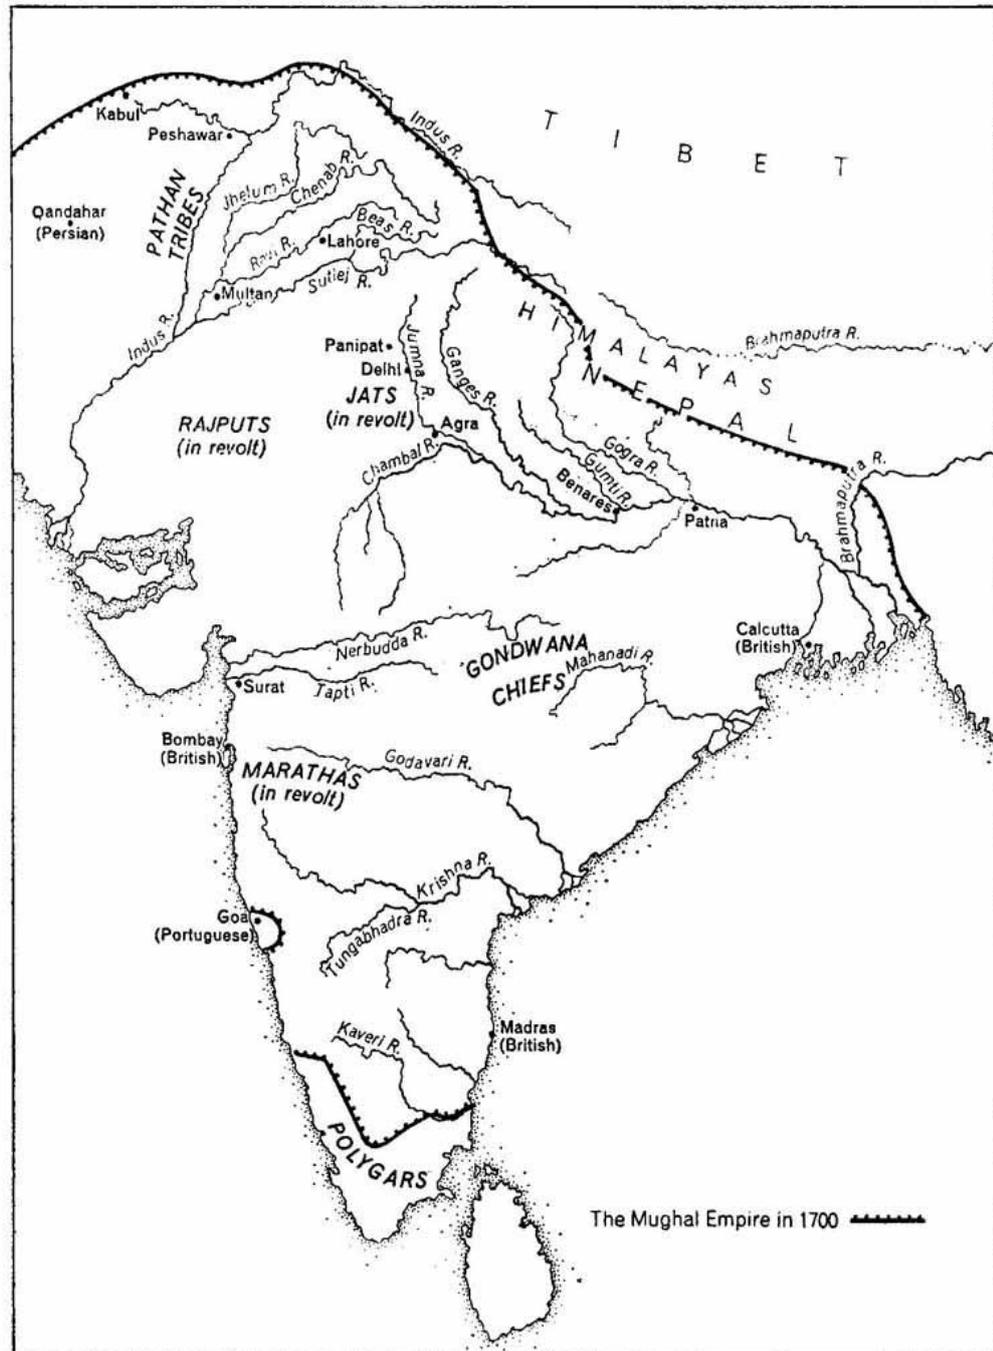 TIBET
Indus R.
Kabul
Peshawar
Jhelum R.
Chenab R.
PATHAN
TRIBES
Qandahar
(Persian)
Beas R.
Ravi R.
Lahore
Multan
Sutlej R.
Indus R.
HIMALAYAS
Brahmaputra R.
NEPAL
Panipat
Delhi
Jumna R.
Ganges R.
JATS
(in revolt)
RAJPUTS
(in revolt)
Agra
Chambal R.
Gogra R.
Gumti R.
Benares
Patna
Brahmaputra R.
Calcutta
(British)
Nerbudda R.
GONDWANA
CHIEFS
Mahanadi R.
Surat
Tapti R.
Bombay
(British)
Godavari R.
MARATHAS
(in revolt)
Krishna R.
Goa
(Portuguese)
Tungabhadra R.
Kaveri R.
Madras
(British)
POLYGARS
The Mughal Empire in 1700